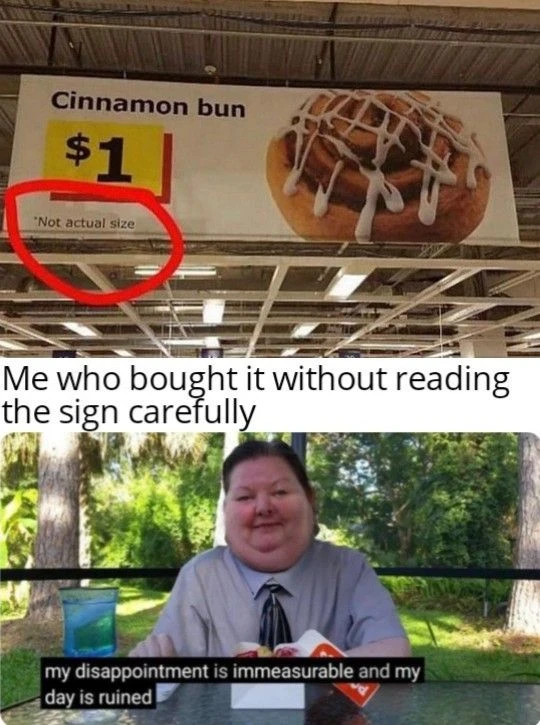 Cinnamon bun
$1
*Not actual size
Me who bought it without reading
the sign carefully
my disappointment is immeasurable and my
day is ruined